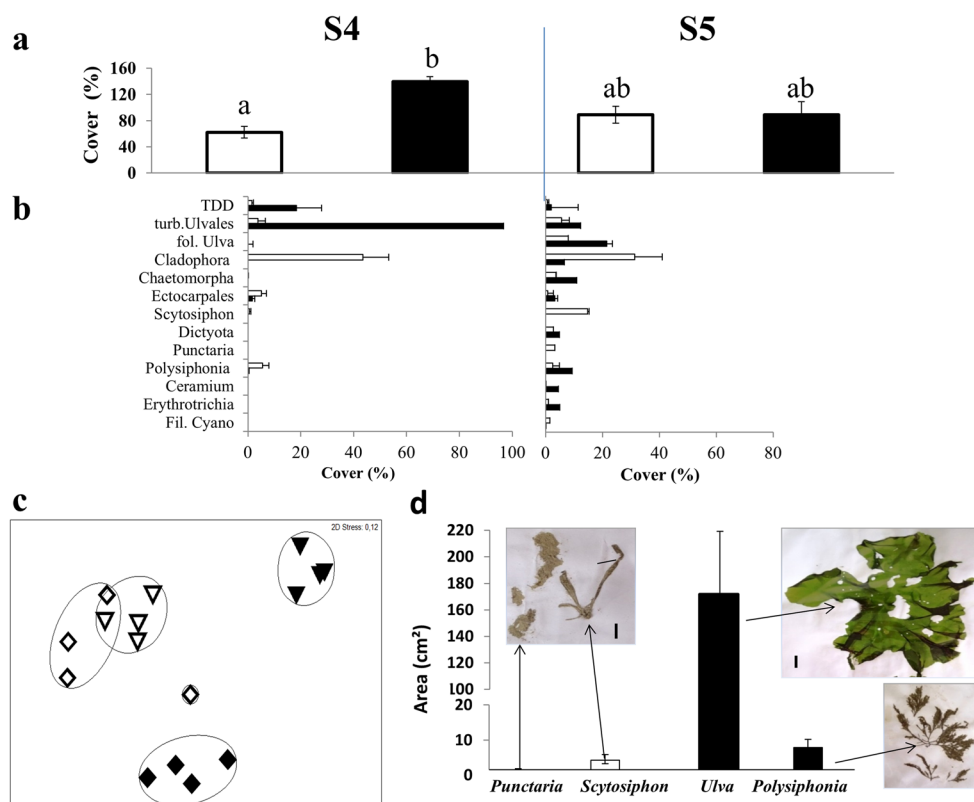 S4
S5
a
Cover (%)
160
120
80
40
0
a
b
ab
ab
b
TDD
turb.Ulvales
fol. Ulva
Cladophora
Chaetomorpha
Ectocarpales
Scytosiphon
Dictyota
Punctaria
Polysiphonia
Ceramium
Erythrotrichia
Fil. Cyano
0 20 40 60 80 100
Cover (%)
0 20 40 60 80
Cover (%)
c
2D Stress: 0,12
d
Area (cm²)
220
200
180
160
140
120
100
20
10
0
Punctaria Scytosiphon Ulva Polysiphonia